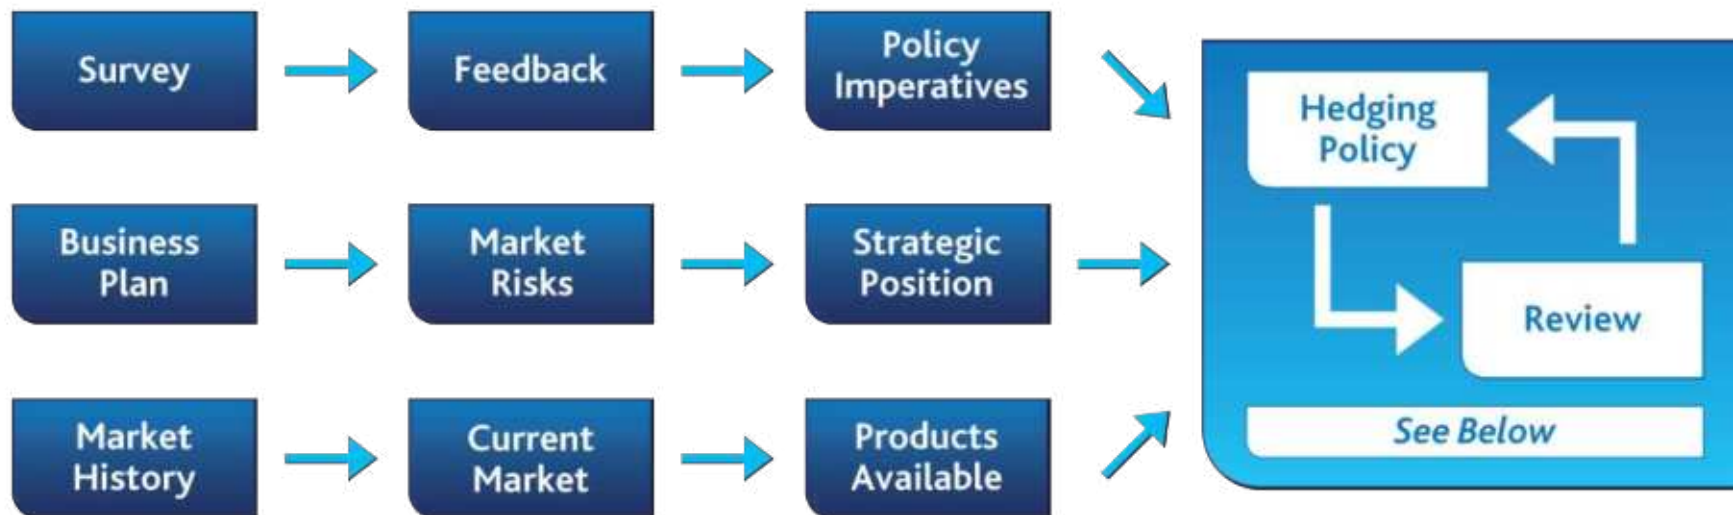 Survey
Feedback
Policy
Imperatives
Hedging
Policy
Business
Plan
Market
Risks
Strategic
Position
Review
Market
History
Current
Market
Products
Available
See Below